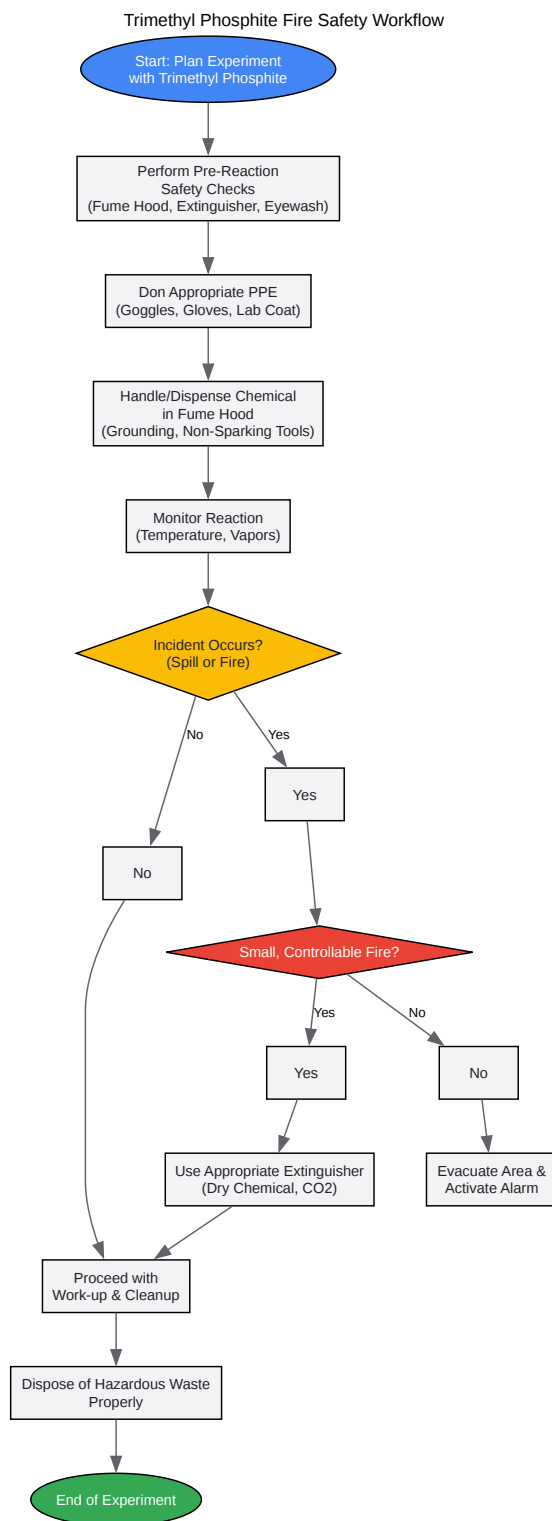 Trimethyl Phosphite Fire Safety Workflow
Start: Plan Experiment
with Trimethyl Phosphite
Perform Pre-Reaction
Safety Checks
(Fume Hood, Extinguisher, Eyewash)
Don Appropriate PPE
(Goggles, Gloves, Lab Coat)
Handle/Dispense Chemical
in Fume Hood
(Grounding, Non-Sparking Tools)
Monitor Reaction
(Temperature, Vapors)
Incident Occurs?
(Spill or Fire)
No
Yes
Yes
No
Small, Controllable Fire?
Yes
No
Yes
No
Use Appropriate Extinguisher
(Dry Chemical, CO2)
Evacuate Area &
Activate Alarm
Proceed with
Work-up & Cleanup
Dispose of Hazardous Waste
Properly
End of Experiment